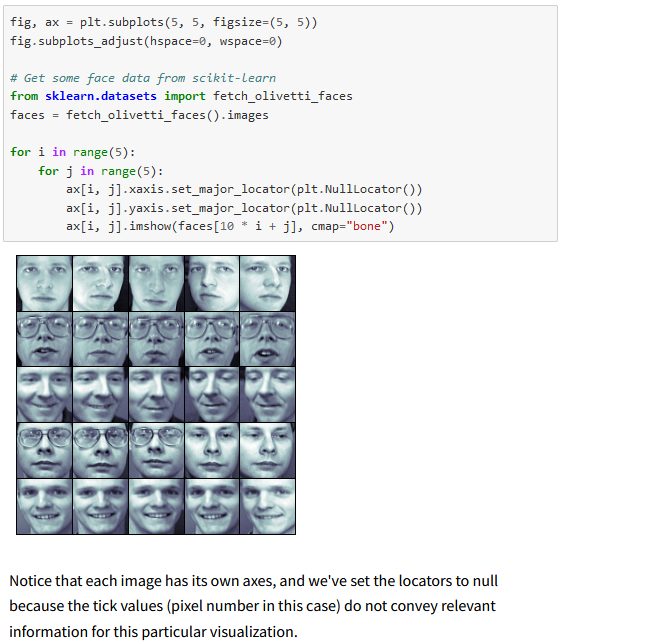 fig, ax = plt.subplots(5, 5, figsize=(5, 5))
fig.subplots_adjust(hspace=0, wspace=0)
# Get some face data from scikit-learn
from sklearn.datasets import fetch_olivetti_faces
faces = fetch_olivetti_faces().images
for i in range(5):
    for j in range(5):
        ax[i, j].xaxis.set_major_locator(plt.NullLocator())
        ax[i, j].yaxis.set_major_locator(plt.NullLocator())
        ax[i, j].imshow(faces[10 * i + j], cmap="bone")
Notice that each image has its own axes, and we've set the locators to null
because the tick values (pixel number in this case) do not convey relevant
information for this particular visualization.